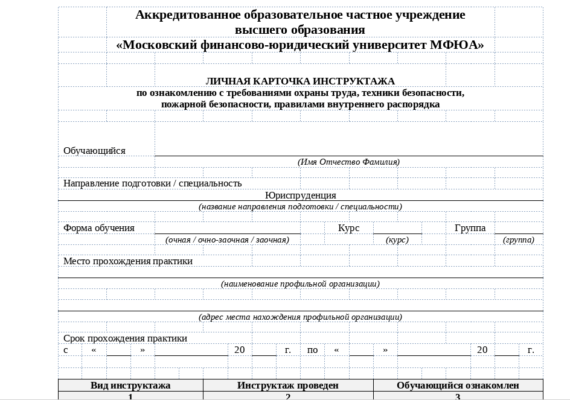 Аккредитованное образовательное частное учреждение
высшего образования
«Московский финансово-юридический университет МФЮА»
ЛИЧНАЯ КАРТОЧКА ИНСТРУКТАЖА
по ознакомлению с требованиями охраны труда, техники безопасности,
пожарной безопасности, правилами внутреннего распорядка
Обучающийся
(Имя Отчество Фамилия)
Направление подготовки / специальность
Юриспруденция
(название направления подготовки / специальности)
Форма обучения Курс Группа
(очная / очно-заочная / заочная) (курс) (группа)
Место прохождения практики
(наименование профильной организации)
(адрес места нахождения профильной организации)
Срок прохождения практики
с « » 20 г. по « » 20 г.
Вид инструктажа Инструктаж проведен Обучающийся ознакомлен
1 2 3